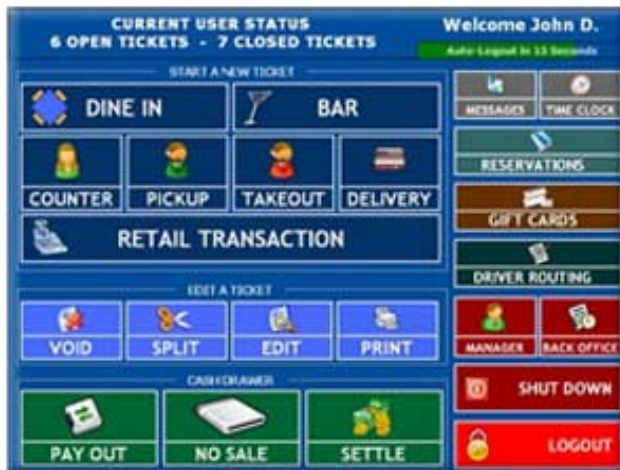 CURRENT USER STATUS
6 OPEN TICKETS - 7 CLOSED TICKETS
Welcome John D.
Auto-Logout in 15 Seconds
START A NEW TICKET
DINE IN
BAR
COUNTER
PICKUP
TAKEOUT
DELIVERY
RETAIL TRANSACTION
EDIT A TICKET
VOID
SPLIT
EDIT
PRINT
CASH DRAWER
PAY OUT
NO SALE
SETTLE
MESSAGES
TIME CLOCK
RESERVATIONS
GIFT CARDS
DRIVER ROUTING
MANAGER
BACK OFFICE
SHUT DOWN
LOGOUT